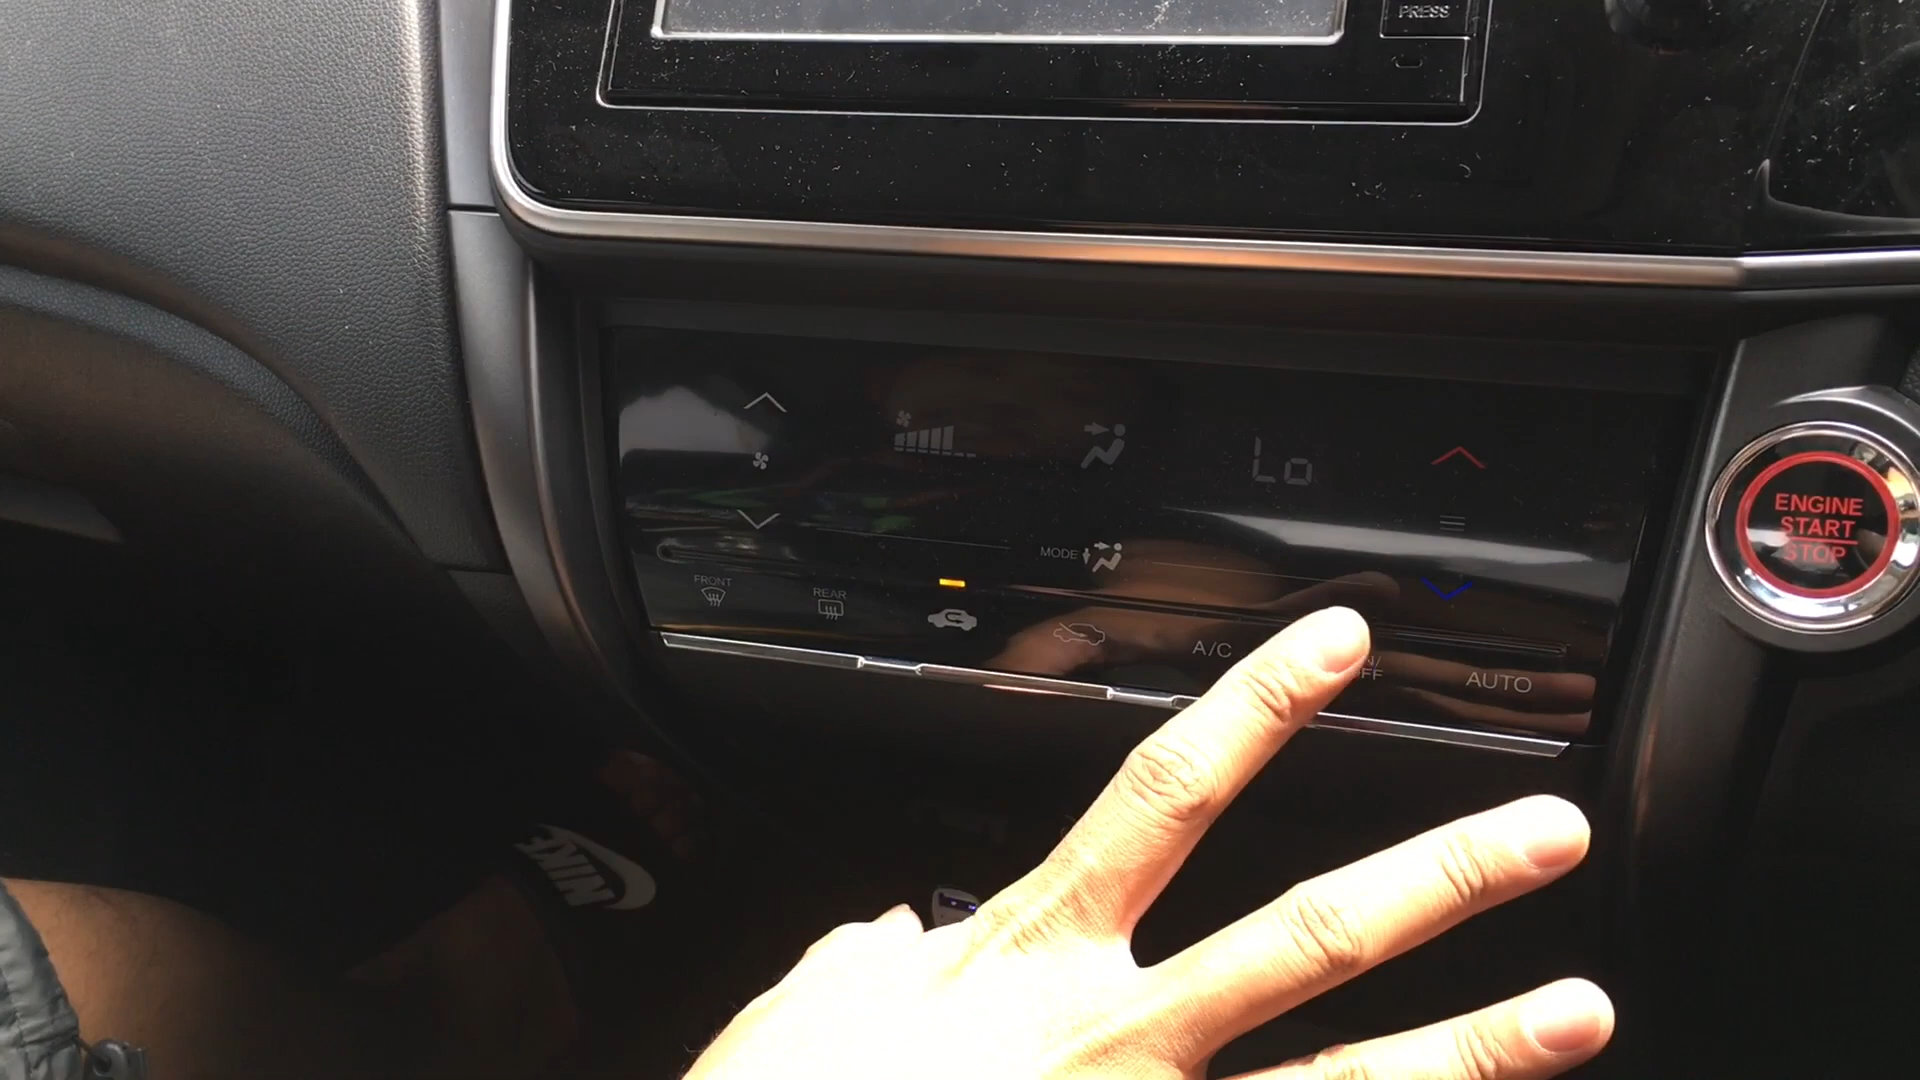 PRESS
Lo
MODE
FRONT
REAR
A/C
AUTO
ENGINE
START
STOP
NIKE